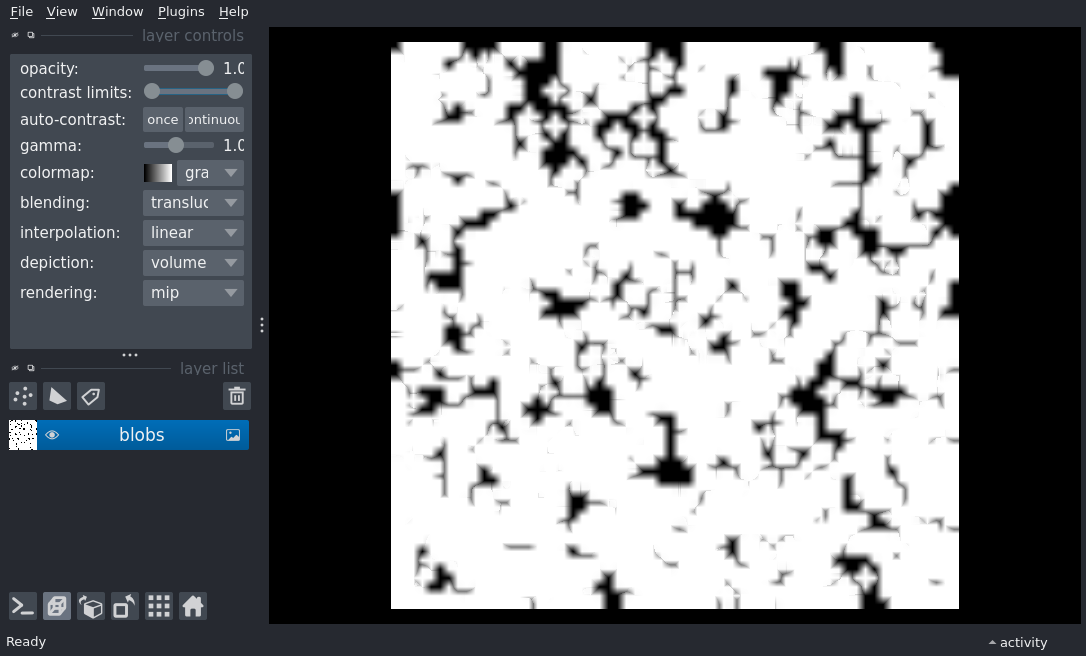 File View Window Plugins Help
layer controls
opacity: 1.0
contrast limits:
auto-contrast: once ontinuou
gamma: 1.0
colormap: gra
blending: transluc
interpolation: linear
depiction: volume
rendering: mip
layer list
blobs
Ready
activity